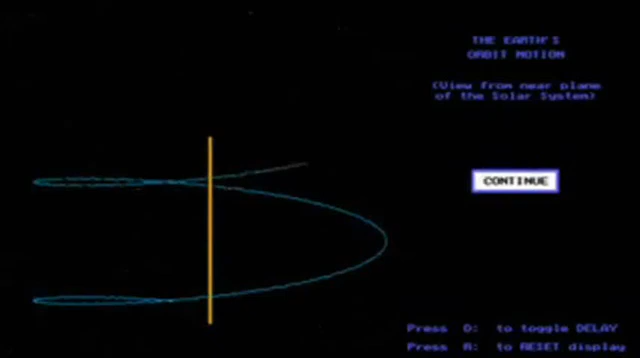 THE EARTH'S
ORBIT MOTION
(View from near plane
of the Solar System)
CONTINUE
Press D: to toggle DELAY
Press R: to RESET display